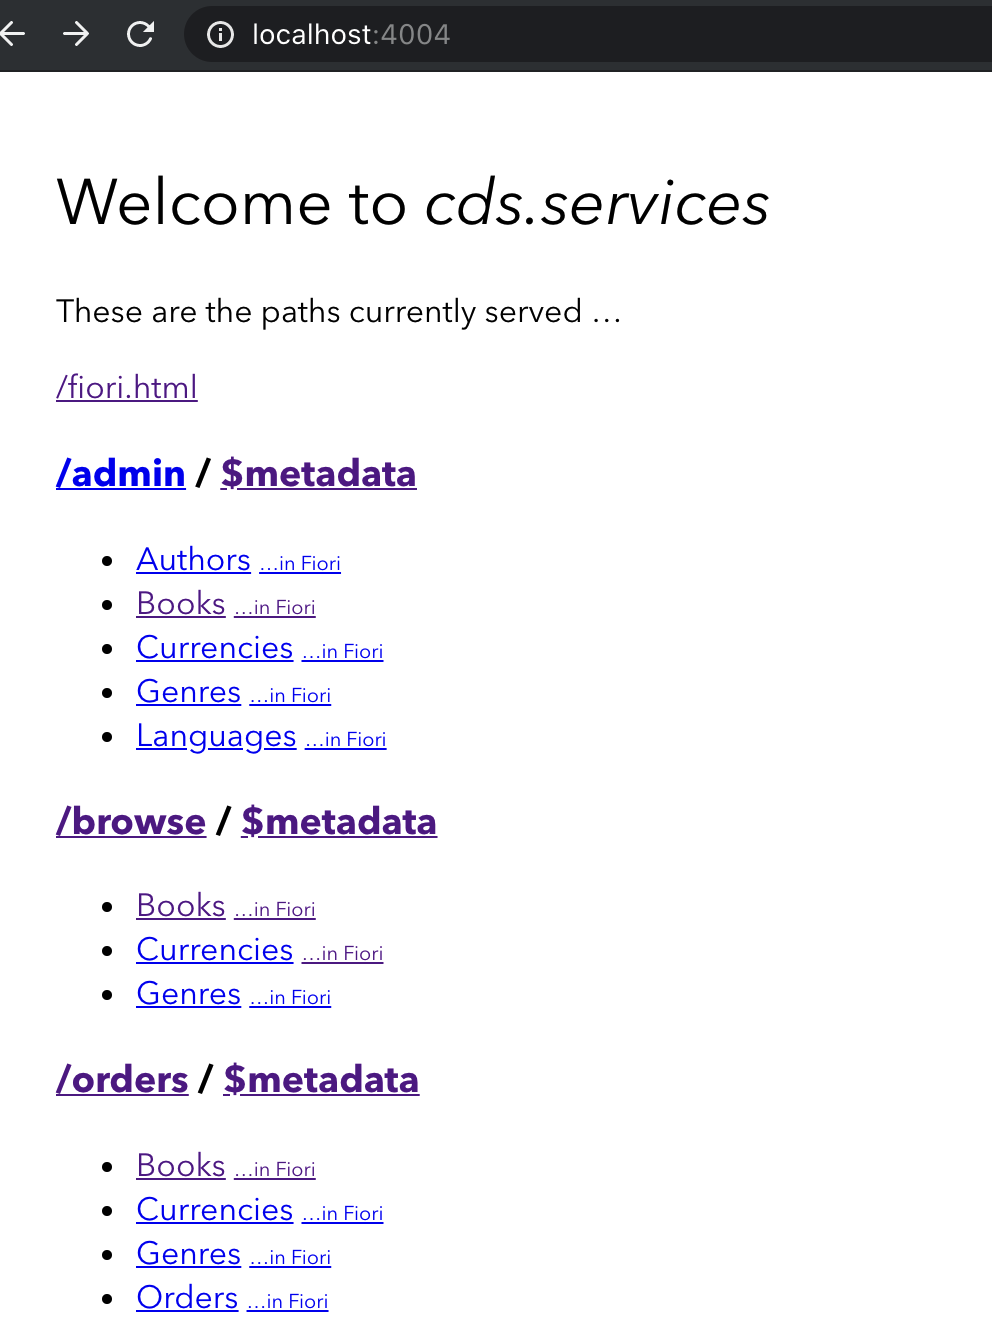 localhost:4004
Welcome to cds.services
These are the paths currently served …
/fiori.html
/admin / $metadata
Authors …in Fiori
Books …in Fiori
Currencies …in Fiori
Genres …in Fiori
Languages …in Fiori
/browse / $metadata
Books …in Fiori
Currencies …in Fiori
Genres …in Fiori
/orders / $metadata
Books …in Fiori
Currencies …in Fiori
Genres …in Fiori
Orders …in Fiori